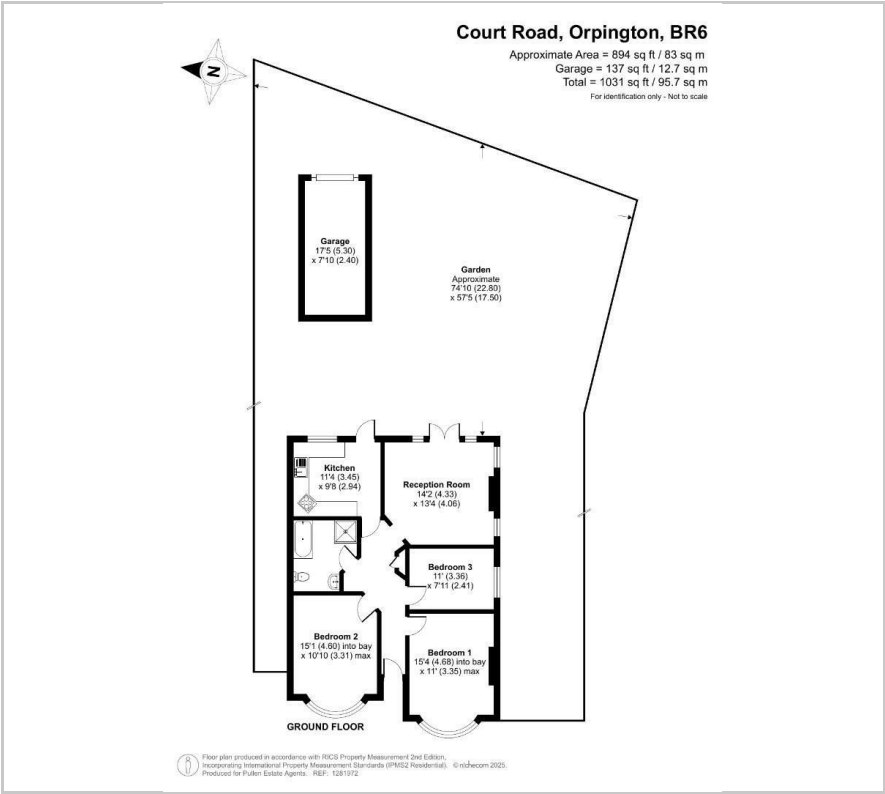 Court Road, Orpington, BR6
Approximate Area = 894 sq ft / 83 sq m
Garage = 137 sq ft / 12.7 sq m
Total = 1031 sq ft / 95.7 sq m
For identification only - Not to scale
N
Garage
17'5 (5.30)
x 7'10 (2.40)
Garden
Approximate
74'10 (22.80)
x 57'5 (17.50)
Kitchen
11'4 (3.45)
x 9'8 (2.94)
Reception Room
14'2 (4.33)
x 13'4 (4.06)
Bedroom 3
11' (3.36)
x 7'11 (2.41)
Bedroom 2
15'1 (4.60) into bay
x 10'10 (3.31) max
Bedroom 1
15'4 (4.68) into bay
x 11' (3.35) max
GROUND FLOOR
Floor plan produced in accordance with RICS Property Measurement 2nd Edition,
Incorporating International Property Measurement Standards (IPMS2 Residential). © nichecom 2025.
Produced for Pullen Estate Agents. REF: 1281972